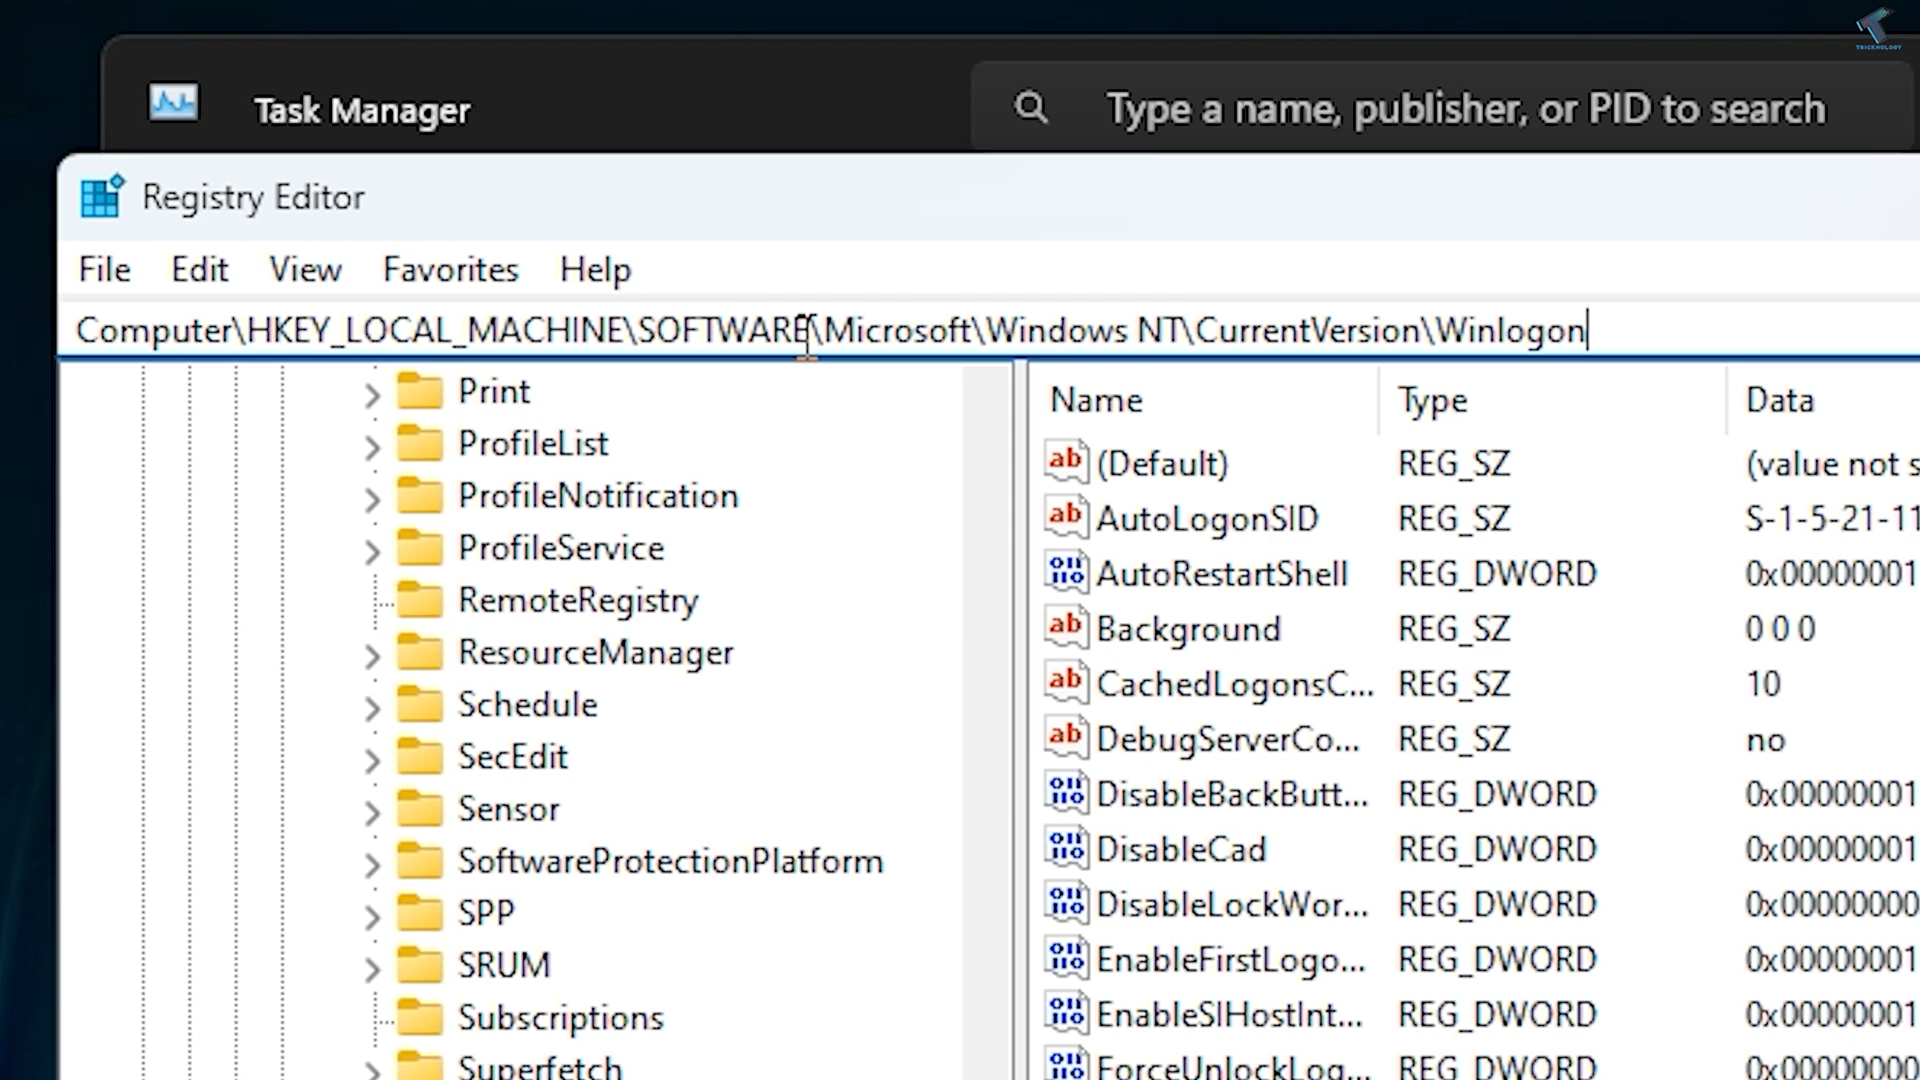 TRICKNOLOGY
Task Manager
Type a name, publisher, or PID to search
Registry Editor
File Edit View Favorites Help
Computer\HKEY_LOCAL_MACHINE\SOFTWARE\Microsoft\Windows NT\CurrentVersion\Winlogon
Print
ProfileList
ProfileNotification
ProfileService
RemoteRegistry
ResourceManager
Schedule
SecEdit
Sensor
SoftwareProtectionPlatform
SPP
SRUM
Subscriptions
Superfetch
Name Type Data
(Default) REG_SZ (value not s
AutoLogonSID REG_SZ S-1-5-21-11
AutoRestartShell REG_DWORD 0x00000001
Background REG_SZ 0 0 0
CachedLogonsC... REG_SZ 10
DebugServerCo... REG_SZ no
DisableBackButt... REG_DWORD 0x00000001
DisableCad REG_DWORD 0x00000001
DisableLockWor... REG_DWORD 0x00000000
EnableFirstLogo... REG_DWORD 0x00000001
EnableSIHostInt... REG_DWORD 0x00000001
ForceUnlockLog... REG_DWORD 0x00000000